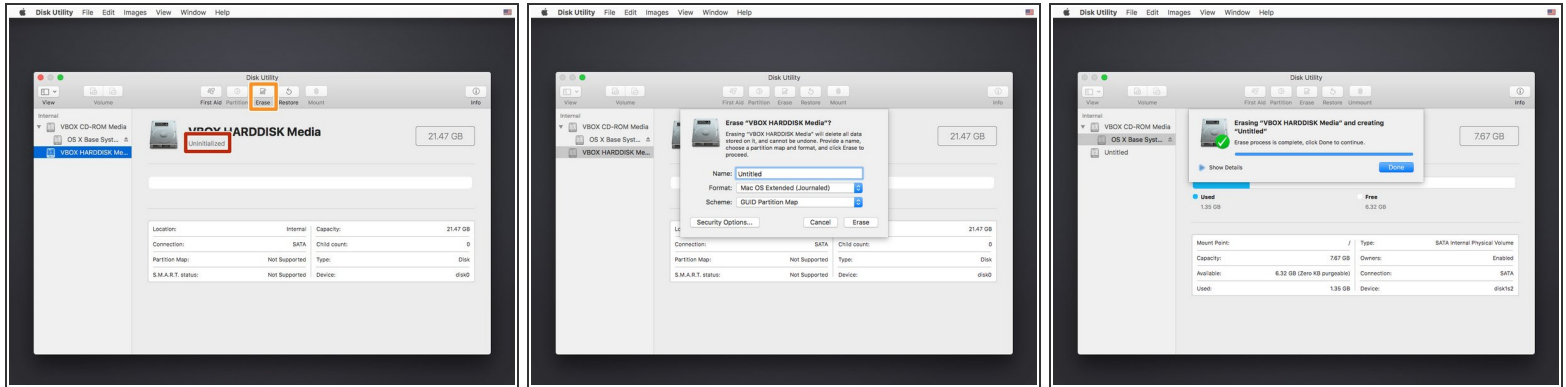 Disk Utility File Edit Images View Window Help
Disk Utility
View Volume First Aid Partition Erase Restore Mount Info
Internal
VBOX CD-ROM Media
OS X Base Syst...
VBOX HARDDISK Me...
VBOX HARDDISK Media
Uninitialized
21.47 GB
Location: Internal Capacity: 21.47 GB
Connection: SATA Child count: 0
Partition Map: Not Supported Type: Disk
S.M.A.R.T. status: Not Supported Device: disk0
Disk Utility File Edit Images View Window Help
Disk Utility
View Volume First Aid Partition Erase Restore Mount Info
Internal
VBOX CD-ROM Media
OS X Base Syst...
VBOX HARDDISK Me...
Erase "VBOX HARDDISK Media"?
Erasing "VBOX HARDDISK Media" will delete all data
stored on it, and cannot be undone. Provide a name,
choose a partition map and format, and click Erase to
proceed.
Name: Untitled
Format: Mac OS Extended (Journaled)
Scheme: GUID Partition Map
Security Options... Cancel Erase
21.47 GB
Lo 21.47 GB
Connection: SATA Child count: 0
Partition Map: Not Supported Type: Disk
S.M.A.R.T. status: Not Supported Device: disk0
Disk Utility File Edit Images View Window Help
Disk Utility
View Volume First Aid Partition Erase Restore Unmount Info
Internal
VBOX CD-ROM Media
OS X Base Syst...
Untitled
Erasing "VBOX HARDDISK Media" and creating
"Untitled"
Erase process is complete, click Done to continue.
Show Details Done
7.67 GB
Used Free
1.35 GB 6.32 GB
Mount Point: / Type: SATA Internal Physical Volume
Capacity: 7.67 GB Owners: Enabled
Available: 6.32 GB (Zero KB purgeable) Connection: SATA
Used: 1.35 GB Device: disk1s2